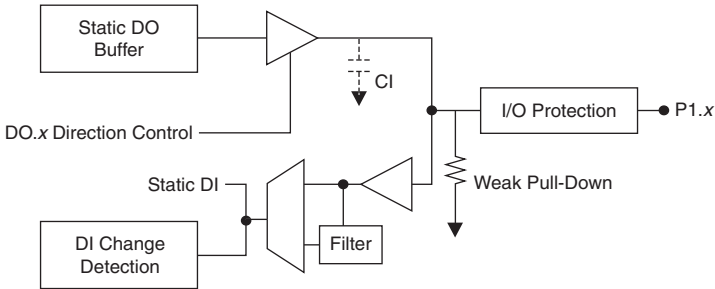 Static DO
Buffer
CI
I/O Protection
P1.x
DO.x Direction Control
Static DI
Weak Pull-Down
DI Change
Detection
Filter